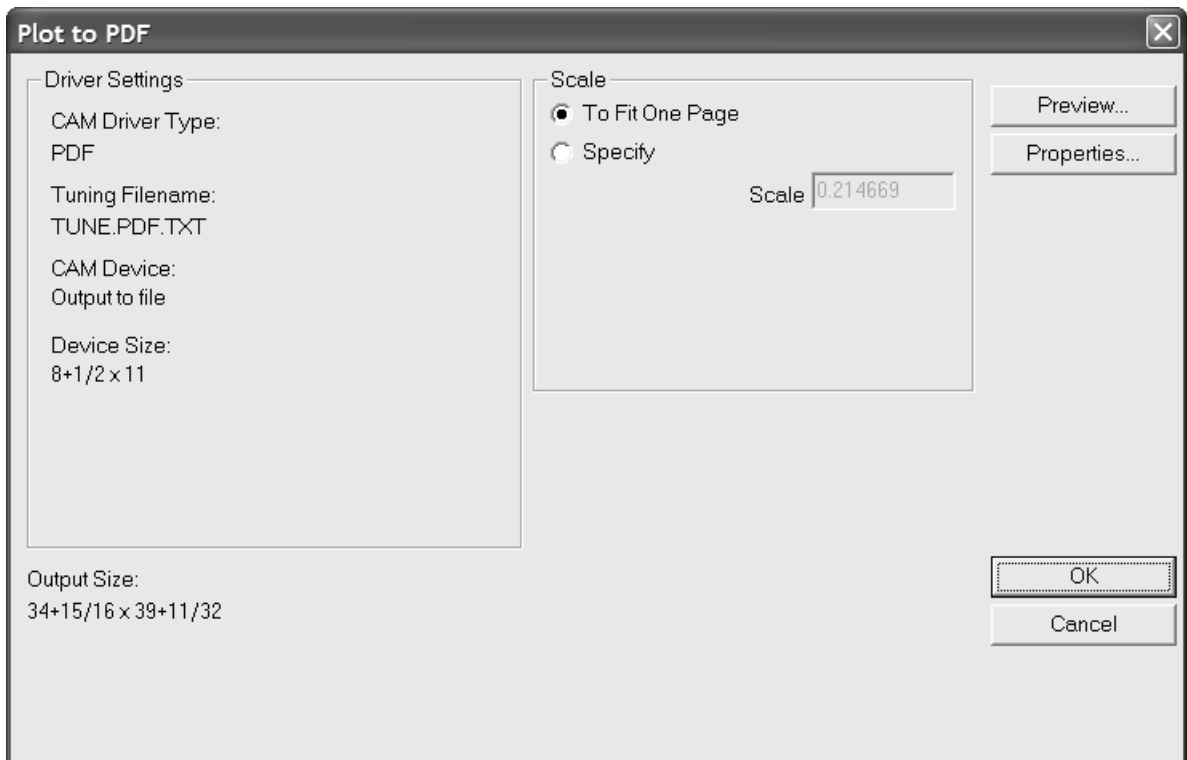 Plot to PDF
Driver Settings
CAM Driver Type:
PDF
Tuning Filename:
TUNE.PDF.TXT
CAM Device:
Output to file
Device Size:
8+1/2 x 11
Scale
To Fit One Page
Specify
Scale 0.214669
Preview...
Properties...
Output Size:
34+15/16 x 39+11/32
OK
Cancel